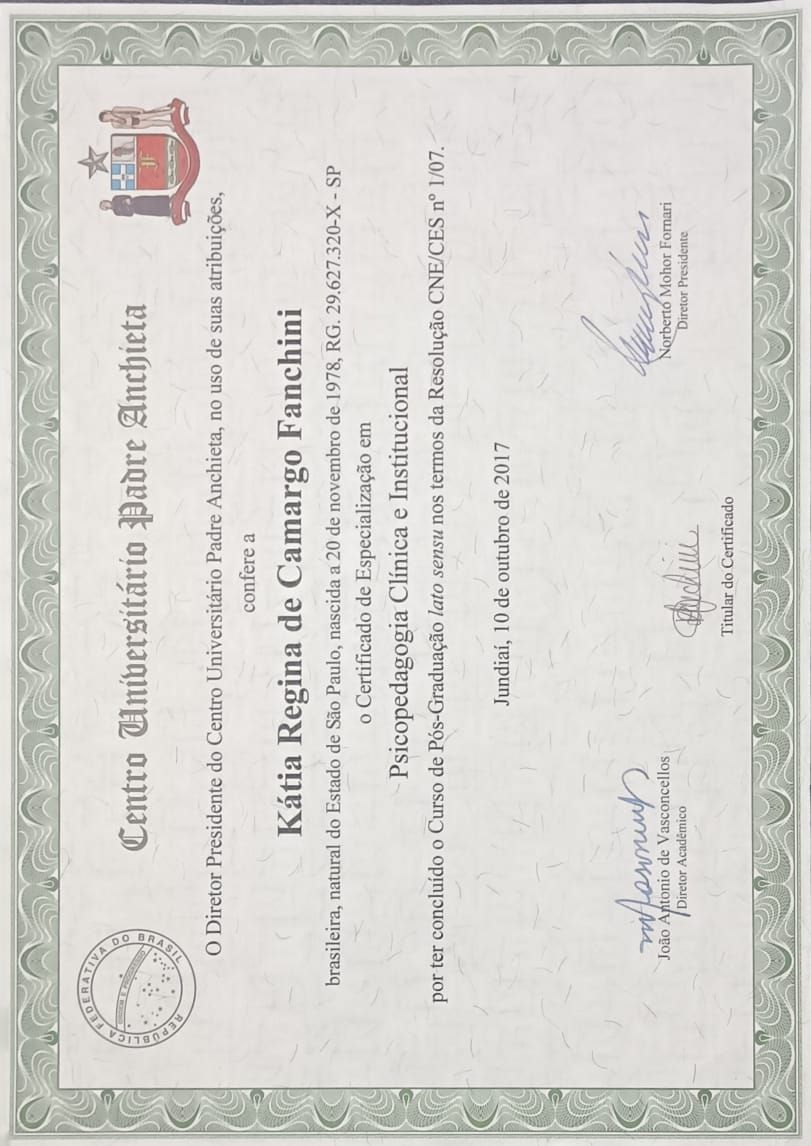 REPÚBLICA FEDERATIVA DO BRASIL
Centro Universitário Padre Anchieta
O Diretor Presidente do Centro Universitário Padre Anchieta, no uso de suas atribuições,
confere a
Kátia Regina de Camargo Fanchini
brasileira, natural do Estado de São Paulo, nascida a 20 de novembro de 1978, RG. 29.627.320-X - SP
o Certificado de Especialização em
Psicopedagogia Clínica e Institucional
por ter concluído o Curso de Pós-Graduação lato sensu nos termos da Resolução CNE/CES nº 1/07.
Jundiaí, 10 de outubro de 2017
João Antonio de Vasconcellos
Diretor Acadêmico
Titular do Certificado
Norberto Mohor Fornari
Diretor Presidente